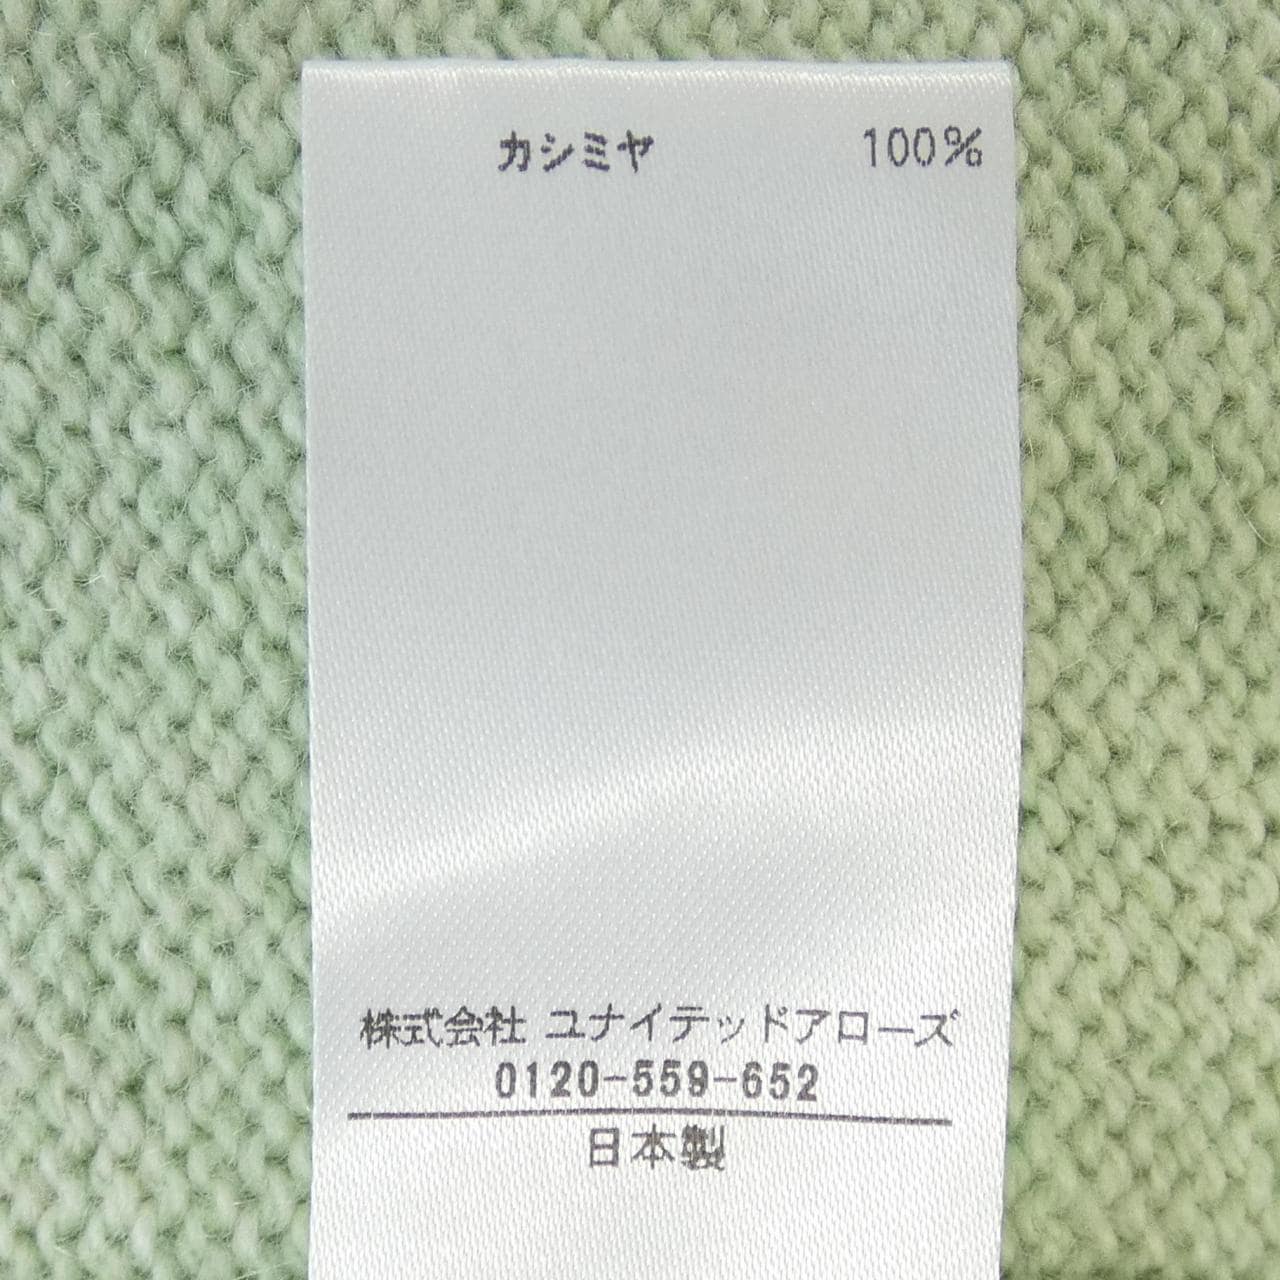 カシミヤ 100%
株式会社 ユナイテッドアローズ
0120-559-652
日本製